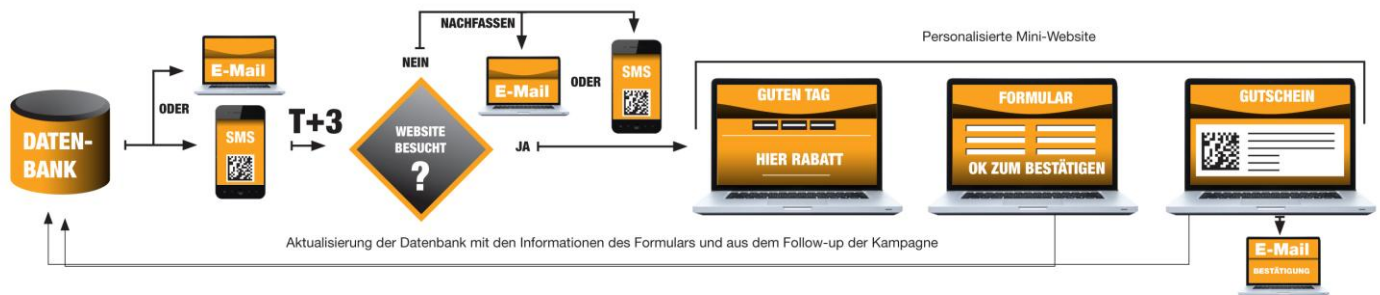 DATEN-
BANK
ODER
E-Mail
SMS
T+3
NACHFASSEN
NEIN
WEBSITE
BESUCHT
?
JA
E-Mail
ODER
SMS
Personalisierte Mini-Website
GUTEN TAG
HIER RABATT
FORMULAR
OK ZUM BESTÄTIGEN
GUTSCHEIN
E-Mail
BESTÄTIGUNG
Aktualisierung der Datenbank mit den Informationen des Formulars und aus dem Follow-up der Kampagne